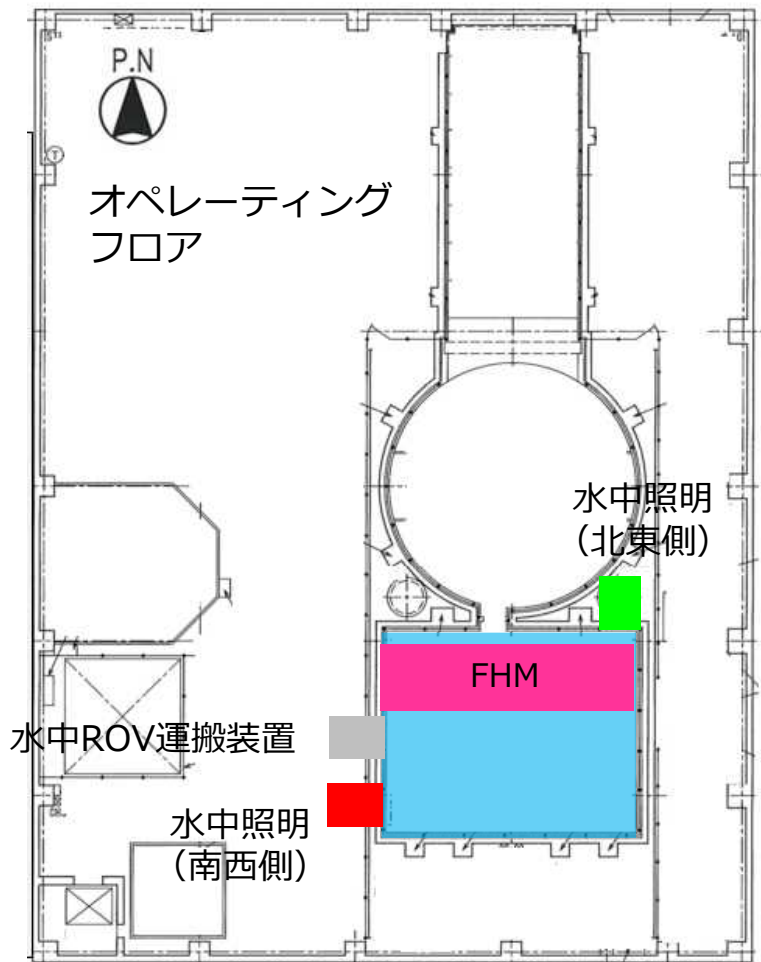 P.N
T
オペレーティング
フロア
水中照明
（北東側）
FHM
水中ROV運搬装置
水中照明
（南西側）